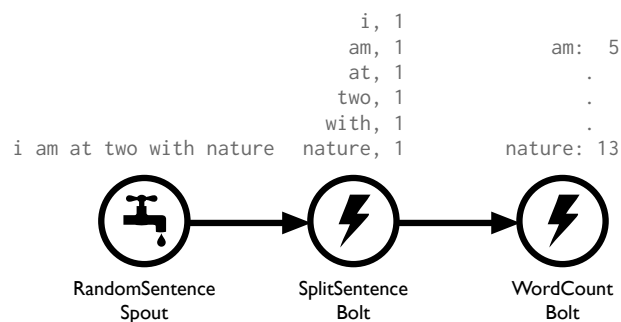 i, 1
am, 1
at, 1
two, 1
with, 1
nature, 1
am: 5
.
.
.
nature: 13
i am at two with nature
RandomSentence
Spout
SplitSentence
Bolt
WordCount
Bolt